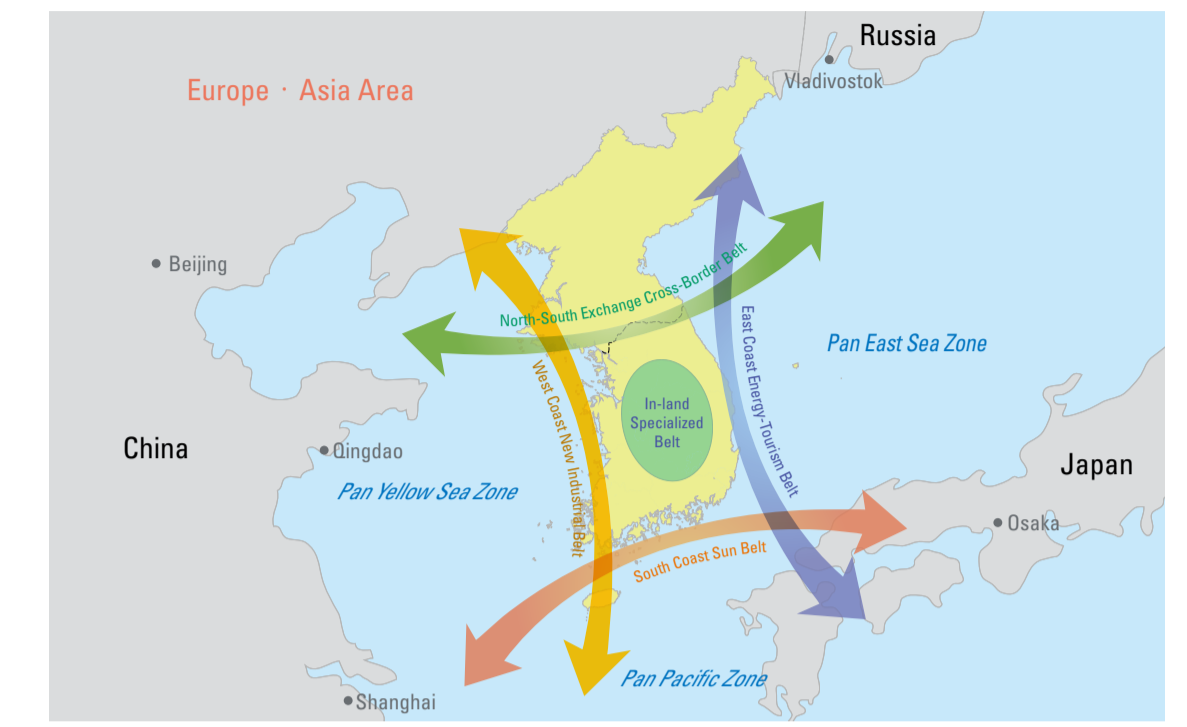 Russia
Vladivostok
Europe · Asia Area
Beijing
North-South Exchange Cross-Border Belt
East Coast Energy-Tourism Belt
Pan East Sea Zone
West Coast New Industrial Belt
In-land
Specialized
Belt
China
Qingdao
Pan Yellow Sea Zone
Japan
Osaka
South Coast Sun Belt
Pan Pacific Zone
Shanghai